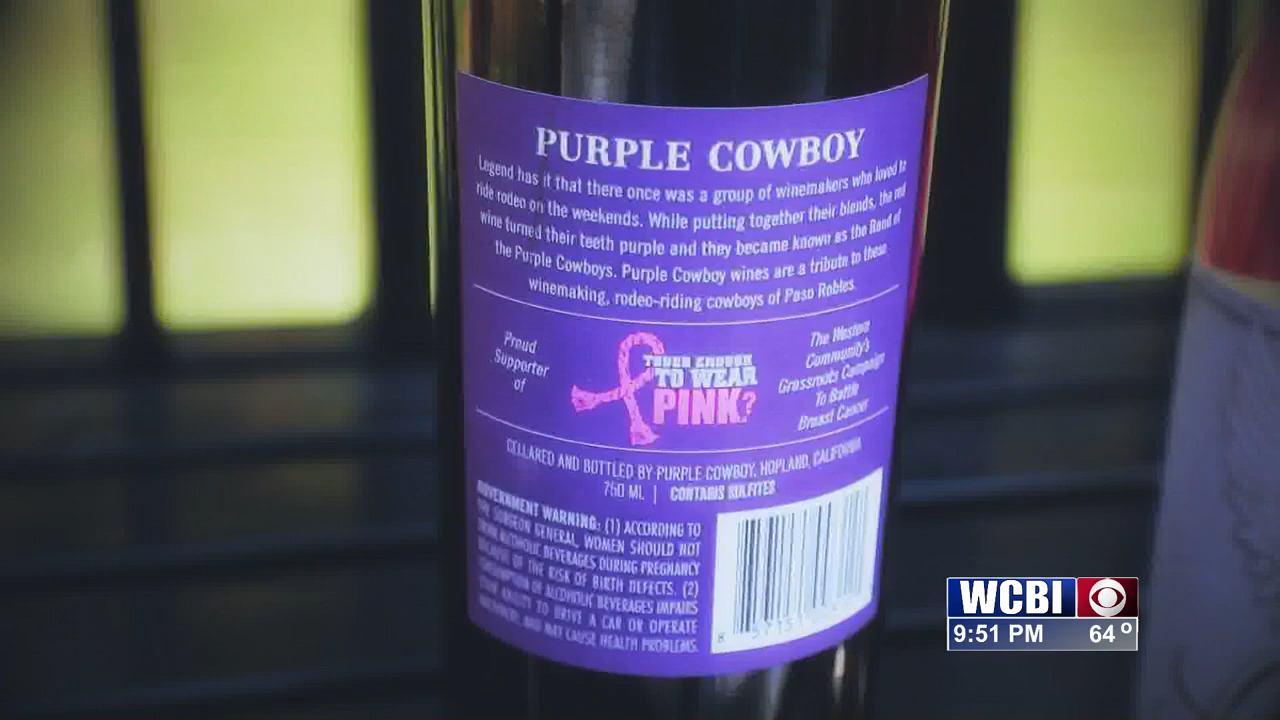 PURPLE COWBOY
Legend has it that there once was a group of winemakers who loved to
ride rodeo on the weekends. While putting together their blends, the red
wine turned their teeth purple and they became known as the Band of
the Purple Cowboys. Purple Cowboy wines are a tribute to these
winemaking, rodeo-riding cowboys of Paso Robles.
Proud
Supporter
of
TOUGH ENOUGH
TO WEAR
PINK?
The Western
Community's
Grassroots Campaign
To Battle
Breast Cancer
CELLARED AND BOTTLED BY PURPLE COWBOY, HOPLAND, CALIFORNIA
750 ML | CONTAINS SULFITES
GOVERNMENT WARNING: (1) ACCORDING TO
THE SURGEON GENERAL, WOMEN SHOULD NOT
DRINK ALCOHOLIC BEVERAGES DURING PREGNANCY
BECAUSE OF THE RISK OF BIRTH DEFECTS. (2)
CONSUMPTION OF ALCOHOLIC BEVERAGES IMPAIRS
YOUR ABILITY TO DRIVE A CAR OR OPERATE
MACHINERY, AND MAY CAUSE HEALTH PROBLEMS.
WCBI
9:51 PM 64°